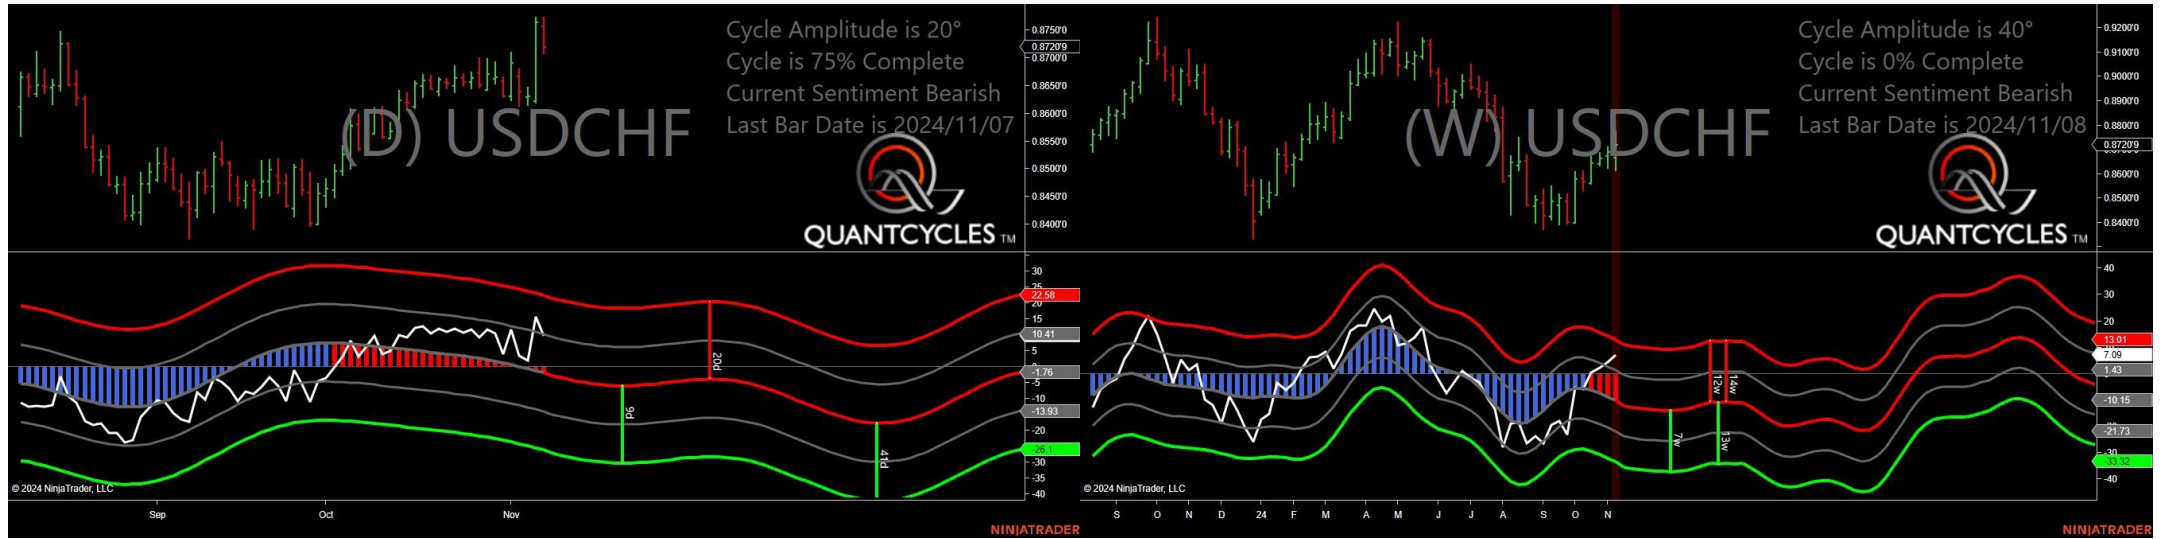 Cycle Amplitude is 20°
Cycle is 75% Complete
Current Sentiment Bearish
Last Bar Date is 2024/11/07
(D) USDCHF
QUANTCYCLES TM
0.8750'0
0.8720'9
0.8700'0
0.8650'0
0.8600'0
0.8550'0
0.8500'0
0.8450'0
0.8400'0
30
25
22.58
20
15
10.41
5
-1.76
-5
-10
-13.93
-20
-26.1
-30
-35
-40
20d
9d
41d
© 2024 NinjaTrader, LLC
Sep
Oct
Nov
NINJATRADER
Cycle Amplitude is 40°
Cycle is 0% Complete
Current Sentiment Bearish
Last Bar Date is 2024/11/08
(W) USDCHF
QUANTCYCLES TM
0.9200'0
0.9100'0
0.9000'0
0.8900'0
0.8800'0
0.8720'9
0.8600'0
0.8500'0
0.8400'0
40
30
20
13.01
7.09
1.43
-10.15
-21.73
-30
-33.32
-40
12w
14w
7w
13w
© 2024 NinjaTrader, LLC
S O N D 24 F M A M J J A S O N
NINJATRADER